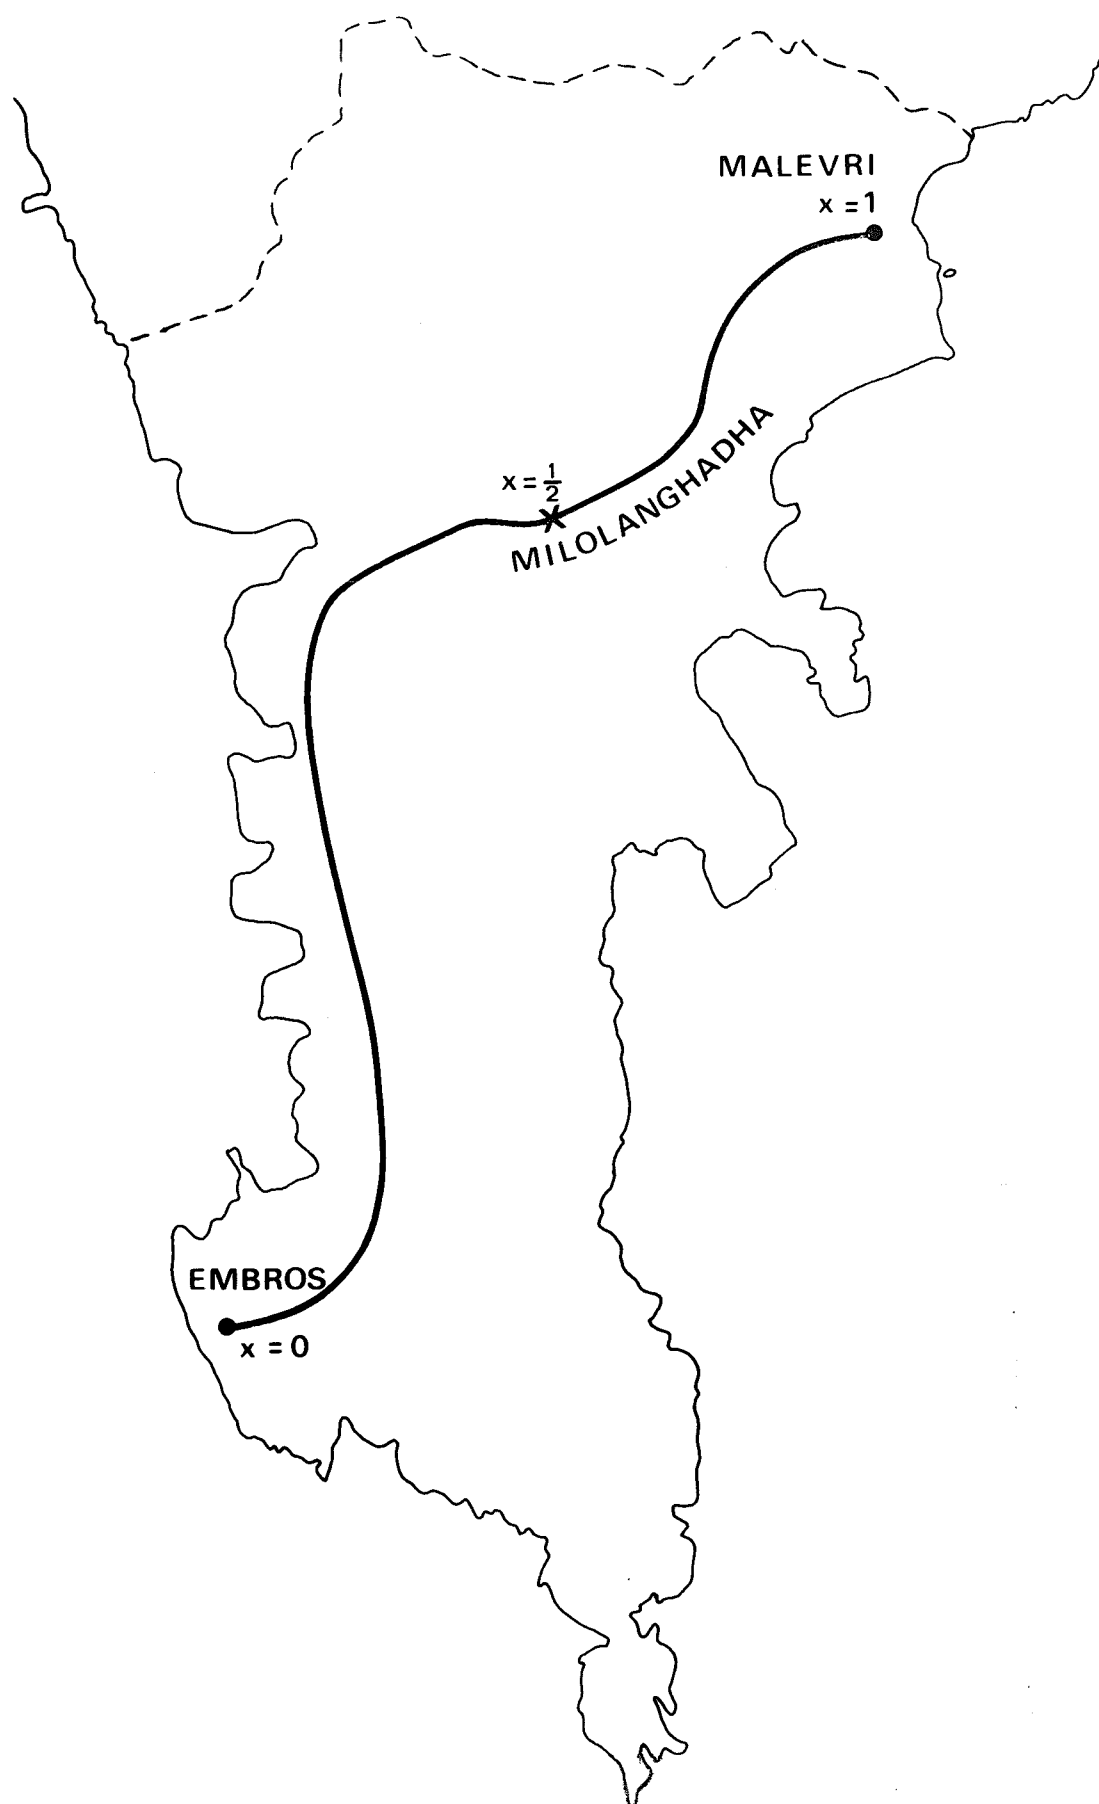 MALEVRI
x = 1
x = 1/2
MILOLANGHADHA
EMBROS
x = 0